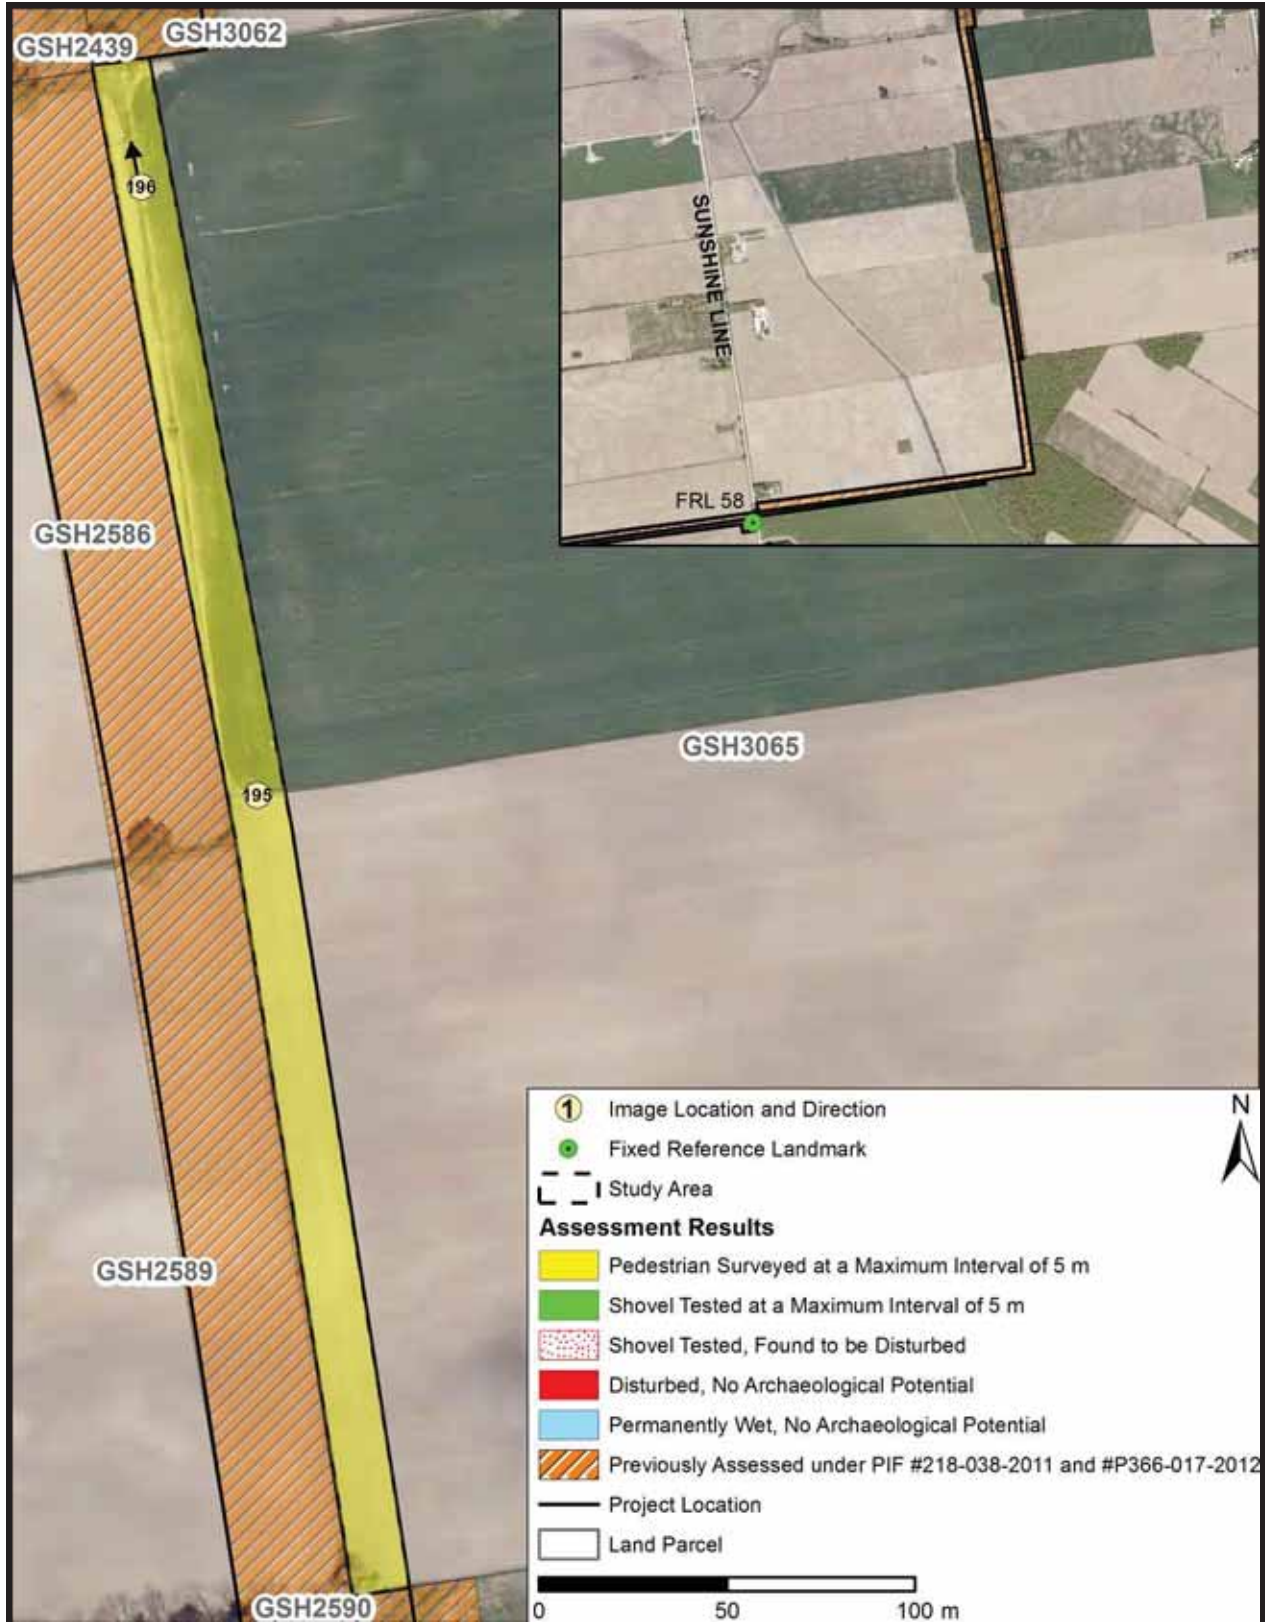 GSH2439
GSH3062
196
SUNSHINE LINE
FRL 58
GSH2586
GSH3065
195
GSH2589
GSH2590
1 Image Location and Direction
N
Fixed Reference Landmark
Study Area
Assessment Results
Pedestrian Surveyed at a Maximum Interval of 5 m
Shovel Tested at a Maximum Interval of 5 m
Shovel Tested, Found to be Disturbed
Disturbed, No Archaeological Potential
Permanently Wet, No Archaeological Potential
Previously Assessed under PIF #218-038-2011 and #P366-017-2012
Project Location
Land Parcel
0 50 100 m